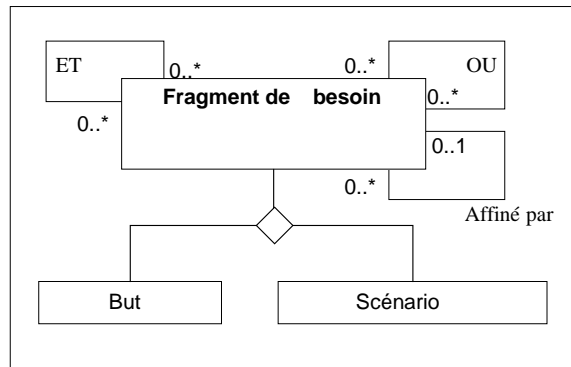 ET
OU
0..*
0..*
Fragment de besoin
0..*
0..*
0..1
0..*
Affiné par
But
Scénario